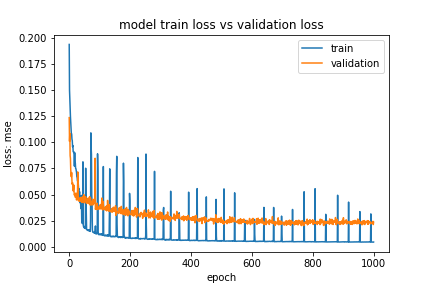 model train loss vs validation loss
0.200
0.175
0.150
0.125
0.100
0.075
0.050
0.025
0.000
loss: mse
train
validation
0 200 400 600 800 1000
epoch